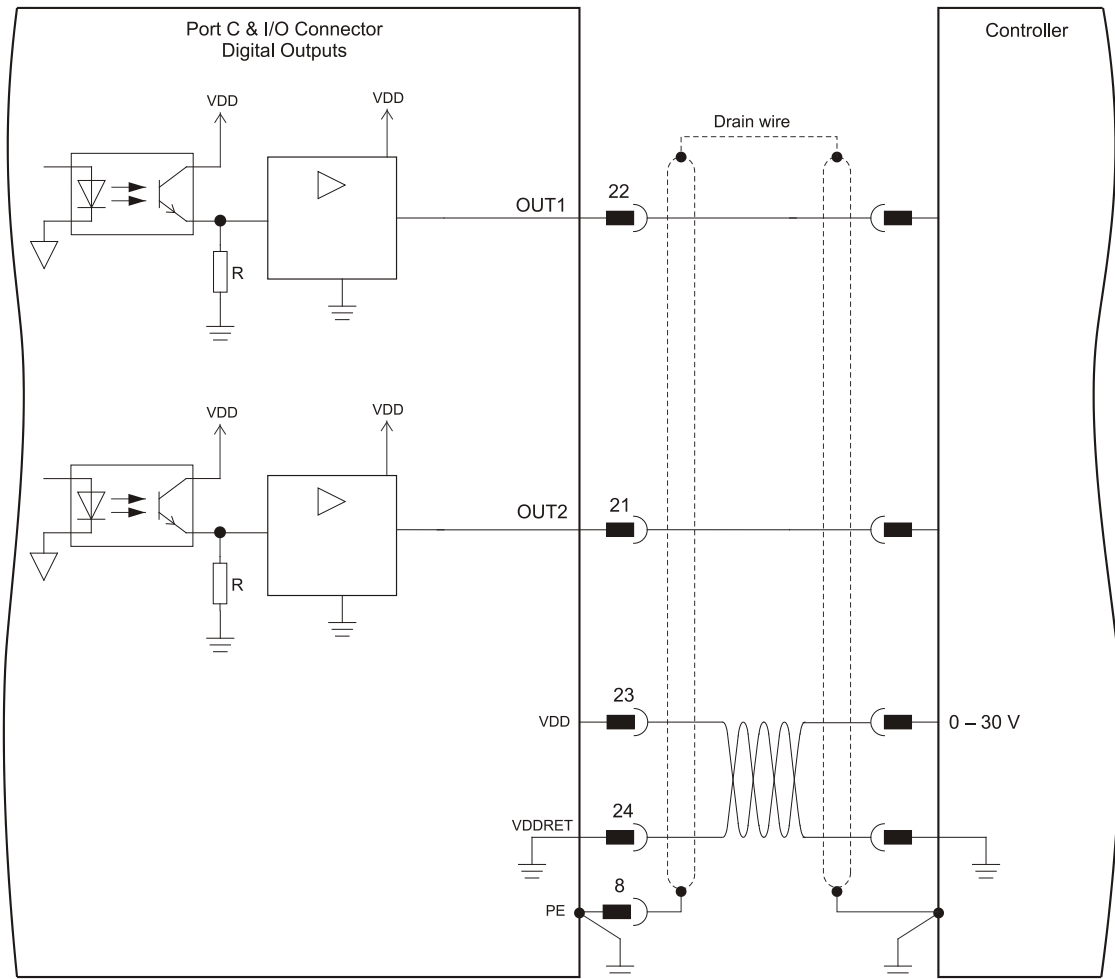 Port C & I/O Connector
Digital Outputs
Controller
VDD
VDD
Drain wire
OUT1
22
R
VDD
VDD
OUT2
21
R
VDD
23
0 – 30 V
VDDRET
24
PE
8